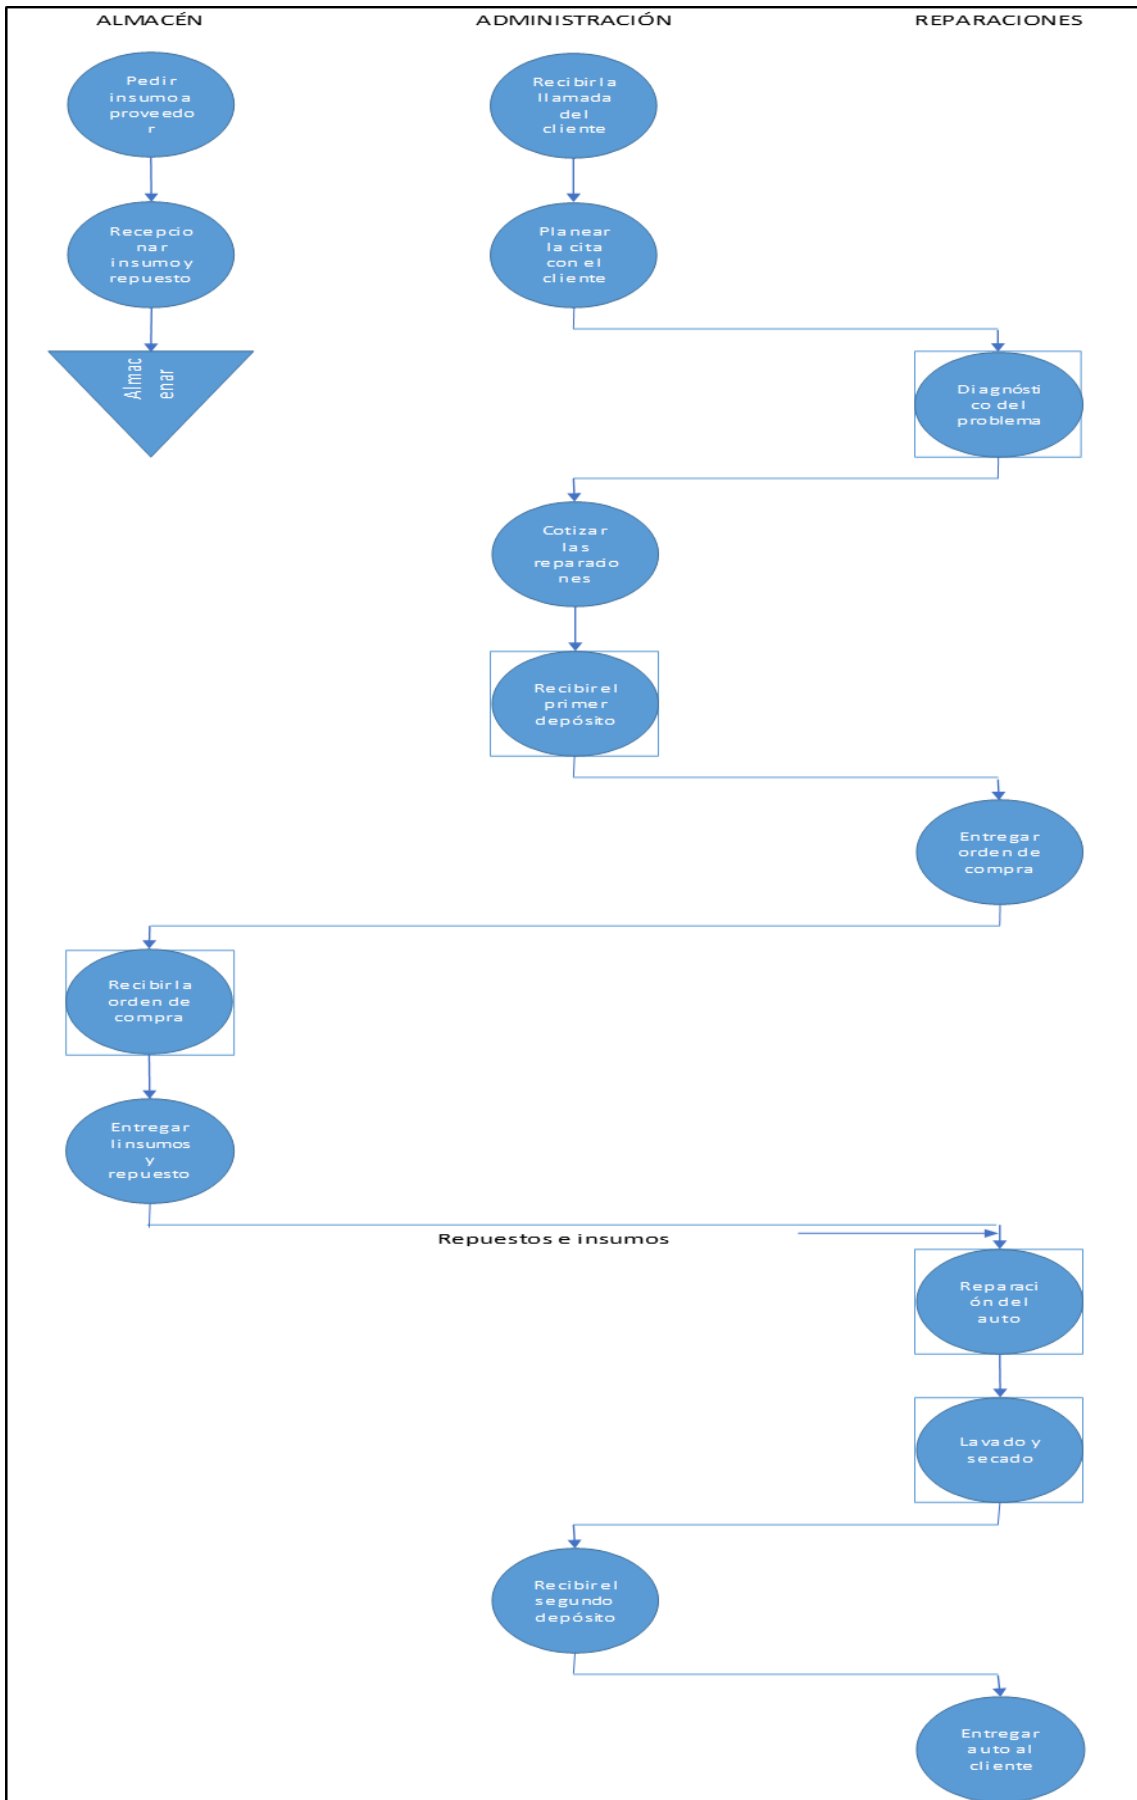 ALMACÉN
ADMINISTRACIÓN
REPARACIONES
Pedir
insumo a
proveedo
r
Recibir la
llamada
del
cliente
Recepcio
nar
insumo y
repuesto
Planear
la cita
con el
cliente
Almac
enar
Diagnósti
co del
problema
Cotizar
las
reparacio
nes
Recibir el
primer
depósito
Entregar
orden de
compra
Recibir la
orden de
compra
Entregar
linsumos
y
repuesto
Repuestos e insumos
Reparaci
ón del
auto
Lavado y
secado
Recibir el
segundo
depósito
Entregar
auto al
cliente